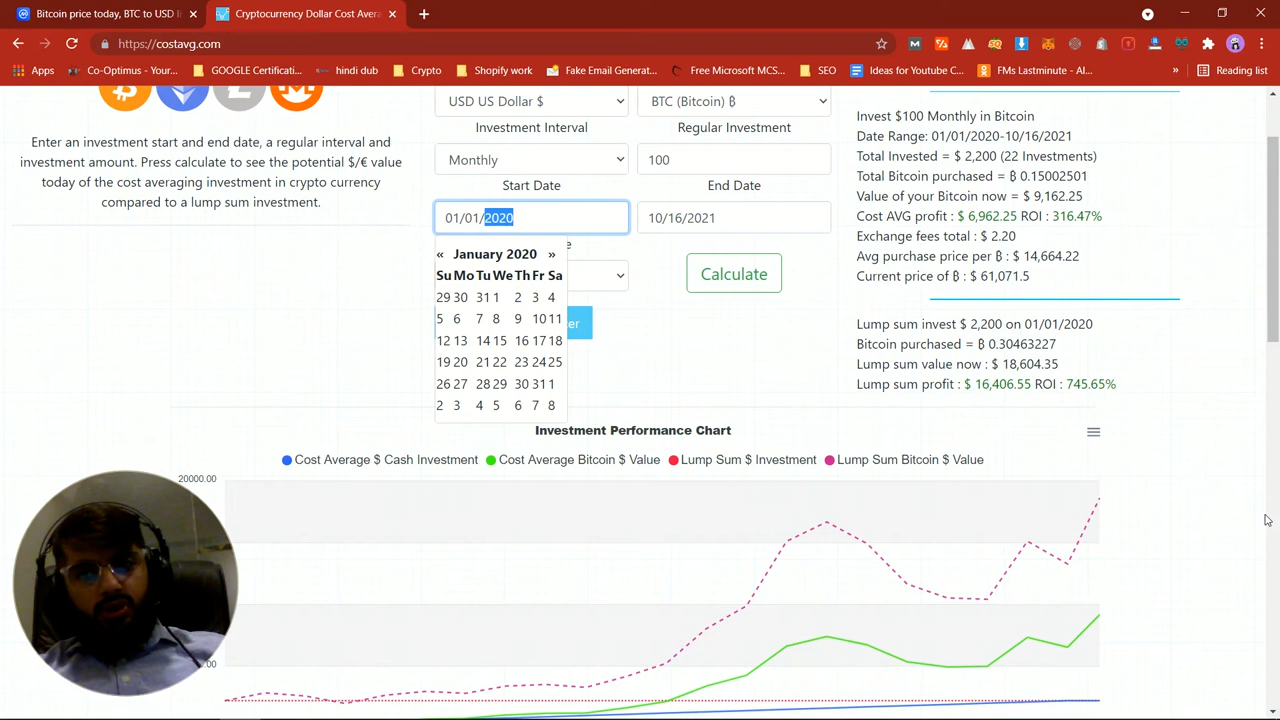 Bitcoin price today, BTC to USD li
Cryptocurrency Dollar Cost Avera
https://costavg.com
Apps
Co-Optimus - Your...
GOOGLE Certificati...
hindi dub
Crypto
Shopify work
Fake Email Generat...
Free Microsoft MCS...
SEO
Ideas for Youtube C...
FMs Lastminute - Al...
»
Reading list
Enter an investment start and end date, a regular interval and
investment amount. Press calculate to see the potential $/€ value
today of the cost averaging investment in crypto currency
compared to a lump sum investment.
USD US Dollar $
BTC (Bitcoin) ₿
Investment Interval
Regular Investment
Monthly
100
Start Date
End Date
01/01/2020
10/16/2021
« January 2020 »
Su Mo Tu We Th Fr Sa
29 30 31 1 2 3 4
5 6 7 8 9 10 11
12 13 14 15 16 17 18
19 20 21 22 23 24 25
26 27 28 29 30 31 1
2 3 4 5 6 7 8
Calculate
Invest $100 Monthly in Bitcoin
Date Range: 01/01/2020-10/16/2021
Total Invested = $ 2,200 (22 Investments)
Total Bitcoin purchased = ₿ 0.15002501
Value of your Bitcoin now = $ 9,162.25
Cost AVG profit : $ 6,962.25 ROI : 316.47%
Exchange fees total : $ 2.20
Avg purchase price per ₿ : $ 14,664.22
Current price of ₿ : $ 61,071.5
Lump sum invest $ 2,200 on 01/01/2020
Bitcoin purchased = ₿ 0.30463227
Lump sum value now : $ 18,604.35
Lump sum profit : $ 16,406.55 ROI : 745.65%
Investment Performance Chart
Cost Average $ Cash Investment
Cost Average Bitcoin $ Value
Lump Sum $ Investment
Lump Sum Bitcoin $ Value
20000.00